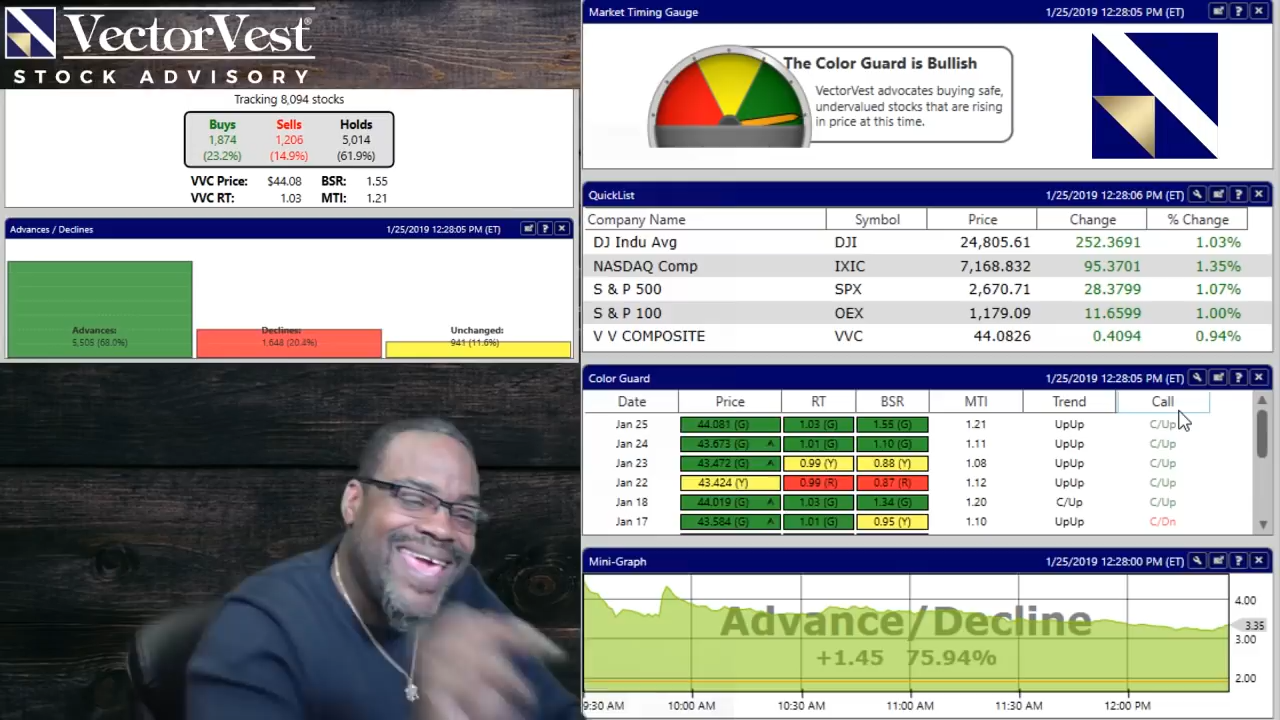 VectorVest®
STOCK ADVISORY
Tracking 8,094 stocks
Buys Sells Holds
1,874 1,206 5,014
(23.2%) (14.9%) (61.9%)
VVC Price: $44.08 BSR: 1.55
VVC RT: 1.03 MTI: 1.21
Advances / Declines 1/25/2019 12:28:05 PM (ET)
Advances:
5,505 (68.0%)
Declines:
1,648 (20.4%)
Unchanged:
941 (11.6%)
Market Timing Gauge 1/25/2019 12:28:05 PM (ET)
The Color Guard is Bullish
VectorVest advocates buying safe,
undervalued stocks that are rising
in price at this time.
QuickList 1/25/2019 12:28:06 PM (ET)
Company Name Symbol Price Change % Change
DJ Indu Avg DJI 24,805.61 252.3691 1.03%
NASDAQ Comp IXIC 7,168.832 95.3701 1.35%
S & P 500 SPX 2,670.71 28.3799 1.07%
S & P 100 OEX 1,179.09 11.6599 1.00%
V V COMPOSITE VVC 44.0826 0.4094 0.94%
Color Guard 1/25/2019 12:28:05 PM (ET)
Date Price RT BSR MTI Trend Call
Jan 25 44.081 (G) 1.03 (G) 1.55 (G) 1.21 UpUp C/Up
Jan 24 43.673 (G) 1.01 (G) 1.10 (G) 1.11 UpUp C/Up
Jan 23 43.472 (G) 0.99 (Y) 0.88 (Y) 1.08 UpUp C/Up
Jan 22 43.424 (Y) 0.99 (R) 0.87 (R) 1.12 UpUp C/Up
Jan 18 44.019 (G) 1.03 (G) 1.34 (G) 1.20 C/Up C/Up
Jan 17 43.584 (G) 1.01 (G) 0.95 (Y) 1.10 UpUp C/Dn
Mini-Graph 1/25/2019 12:28:00 PM (ET)
Advance/Decline
+1.45 75.94%
4.00
3.35
3.00
2.00
9:30 AM 10:00 AM 10:30 AM 11:00 AM 11:30 AM 12:00 PM